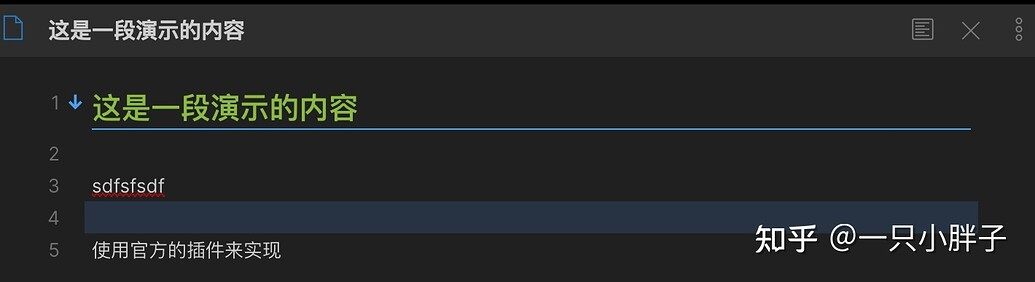 这是一段演示的内容
1 这是一段演示的内容
2
3 sdfsfsdf
4
5 使用官方的插件来实现
知乎 @一只小胖子